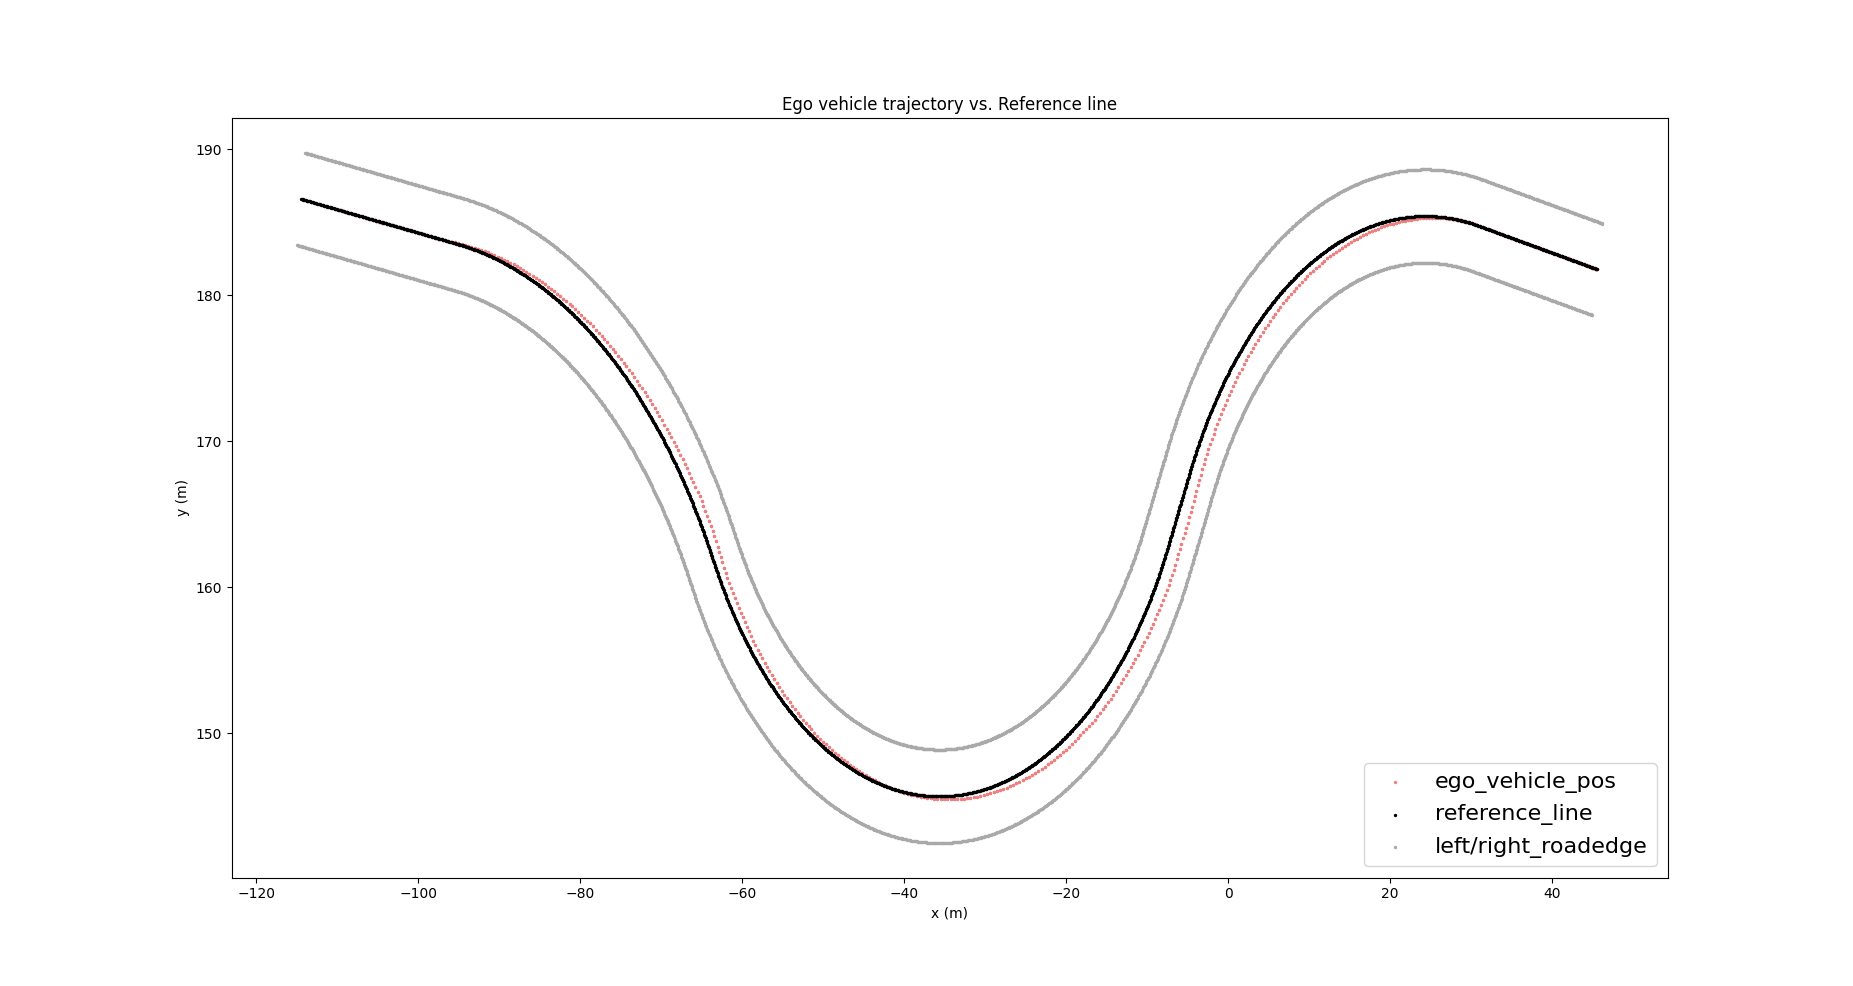 Ego vehicle trajectory vs. Reference line
190
180
170
160
150
y (m)
−120
−100
−80
−60
−40
−20
0
20
40
x (m)
ego_vehicle_pos
reference_line
left/right_roadedge